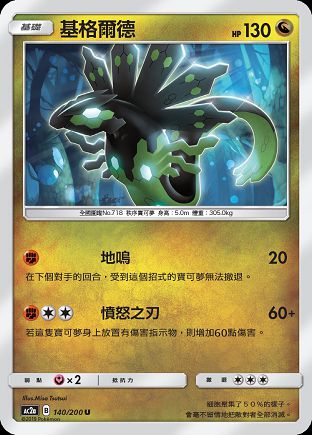 基礎 基格爾德 HP 130
全國圖鑑No.718 秩序寶可夢 身高：5.0m 體重：305.0kg
地鳴 20
在下個對手的回合，受到這個招式的寶可夢無法撤退。
憤怒之刃 60+
若這隻寶可夢身上放置有傷害指示物，則增加60點傷害。
弱點 ×2 抵抗力 撤退
Illus.Misa Tsutsui
AC2a B 140/200 U
©2019 Pokémon
細胞歷集了５０％的樣子。
會毫不留情地把敵對者全部消滅。